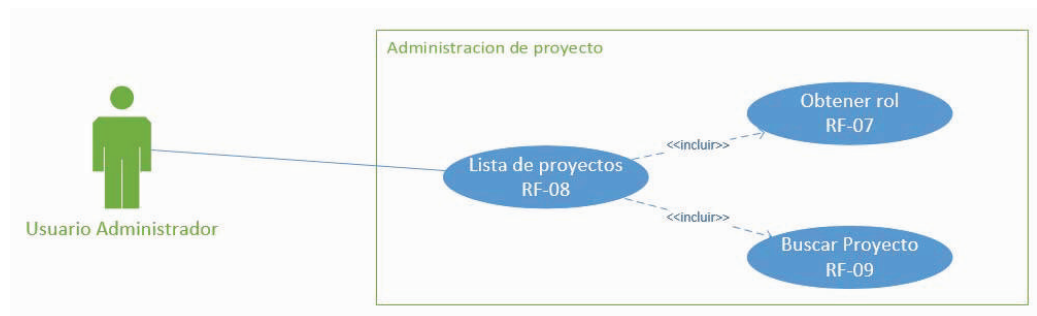 Administracion de proyecto
Obtener rol
RF-07
<<incluir>>
Lista de proyectos
RF-08
<<incluir>>
Usuario Administrador
Buscar Proyecto
RF-09